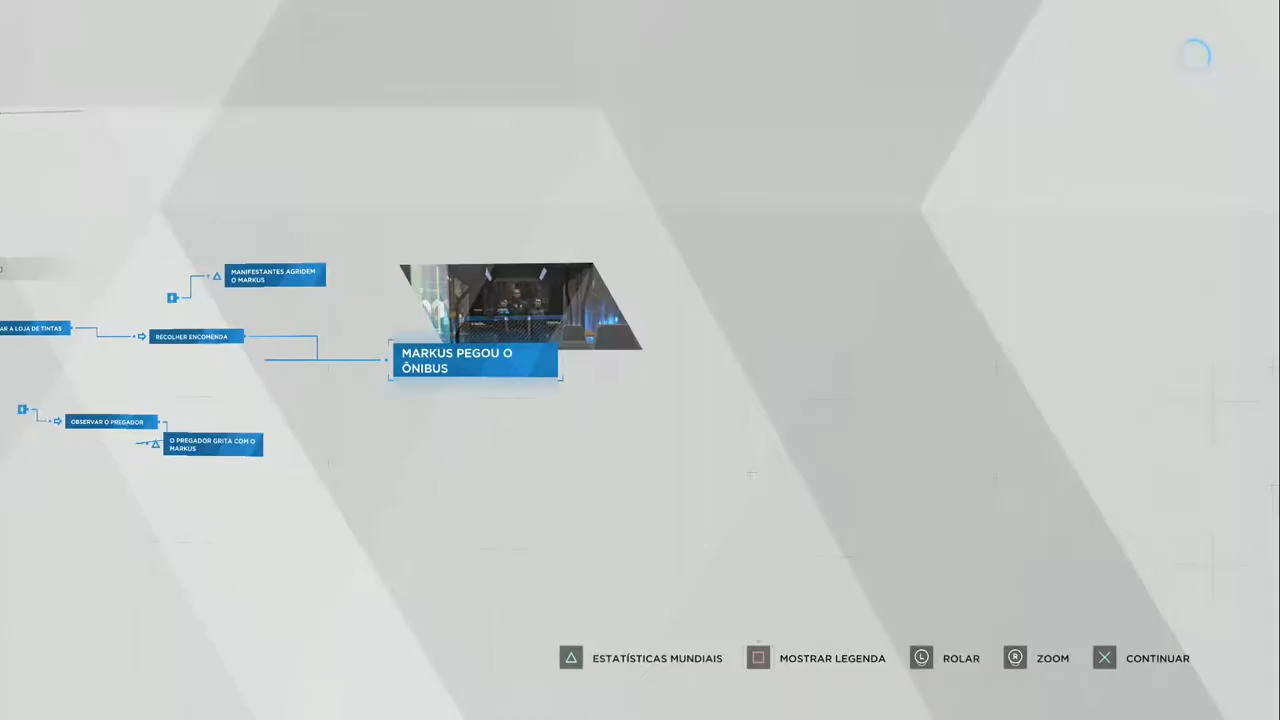 MANIFESTANTES AGRIDEM
O MARKUS
AR A LOJA DE TINTAS
RECOLHER ENCOMENDA
MARKUS PEGOU O
ÔNIBUS
OBSERVAR O PREGADOR
O PREGADOR GRITA COM O
MARKUS
ESTATÍSTICAS MUNDIAIS
MOSTRAR LEGENDA
L
ROLAR
R
ZOOM
CONTINUAR